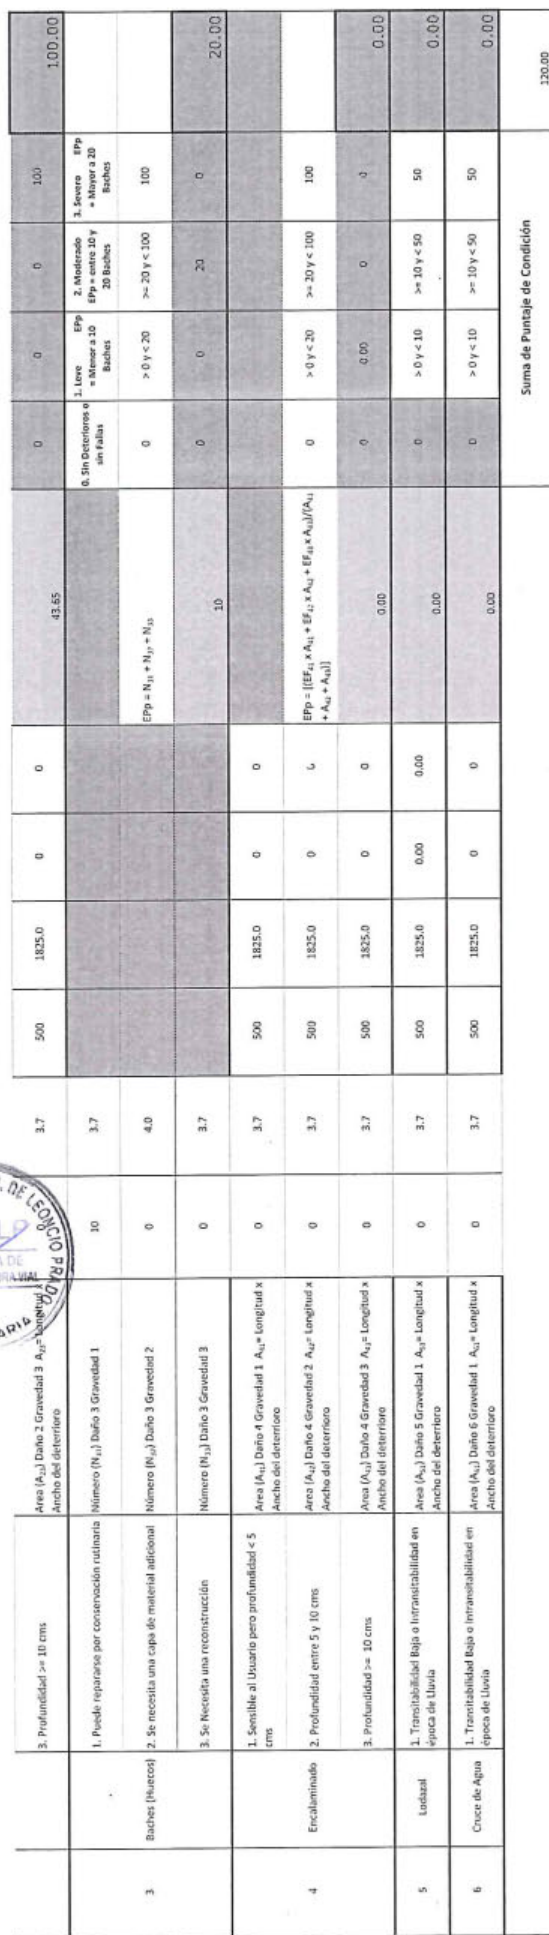 3. Profundidad >= 10 cms
Area (A₂₃) Daño 2 Gravedad 3 A₂₃= Longitud x
Ancho del deterrioro
0
3.7
500
1825.0
0
0
43.65
0
0
0
100
100.00
DE LEONCIO PRADO
3
Baches (Huecos)
1. Puede repararse por conservación rutinaria
Número (N₃₁) Daño 3 Gravedad 1
10
3.7
0. Sin Deterioros o
sin Fallas
1. Leve EPp
= Menor a 10
Baches
2. Moderado
EPp = entre 10 y
20 Baches
3. Severo EPp
= Mayor a 20
Baches
2. Se necesita una capa de material adicional
Número (N₃₂) Daño 3 Gravedad 2
0
4.0
EPp = N₃₁ + N₃₂ + N₃₃
0
> 0 y < 20
>= 20 y < 100
100
3. Se Necesita una reconstrucción
Número (N₃₃) Daño 3 Gravedad 3
0
3.7
10
0
0
20
0
20.00
4
Encalaminado
1. Sensible al Usuario pero profundidad < 5
cms
Area (A₄₁) Daño 4 Gravedad 1 A₄₁= Longitud x
Ancho del deterrioro
0
3.7
500
1825.0
0
0
2. Profundidad entre 5 y 10 cms
Area (A₄₂) Daño 4 Gravedad 2 A₄₂= Longitud x
Ancho del deterrioro
0
3.7
500
1825.0
0
EPp = [(EF₄₁ x A₄₁ + EF₄₂ x A₄₂ + EF₄₃ x A₄₃)/(A₄₁
+ A₄₂ + A₄₃)]
0
> 0 y < 20
>= 20 y < 100
100
3. Profundidad >= 10 cms
Area (A₄₃) Daño 4 Gravedad 3 A₄₃= Longitud x
Ancho del deterrioro
0
3.7
500
1825.0
0
0
0.00
0
0.00
0
0
0.00
5
Lodazal
1. Transitabilidad Baja o Intransitabilidad en
época de Lluvia
Area (A₅₁) Daño 5 Gravedad 1 A₅₁= Longitud x
Ancho del deterioro
0
3.7
500
1825.0
0.00
0.00
0.00
0
> 0 y < 10
>= 10 y < 50
50
0.00
6
Cruce de Agua
1. Transitabilidad Baja o Intransitabilidad en
época de Lluvia
Area (A₆₁) Daño 6 Gravedad 1 A₆₁= Longitud x
Ancho del deterioro
0
3.7
500
1825.0
0
0
0.00
0
> 0 y < 10
>= 10 y < 50
50
0.00
Suma de Puntaje de Condición
120.00